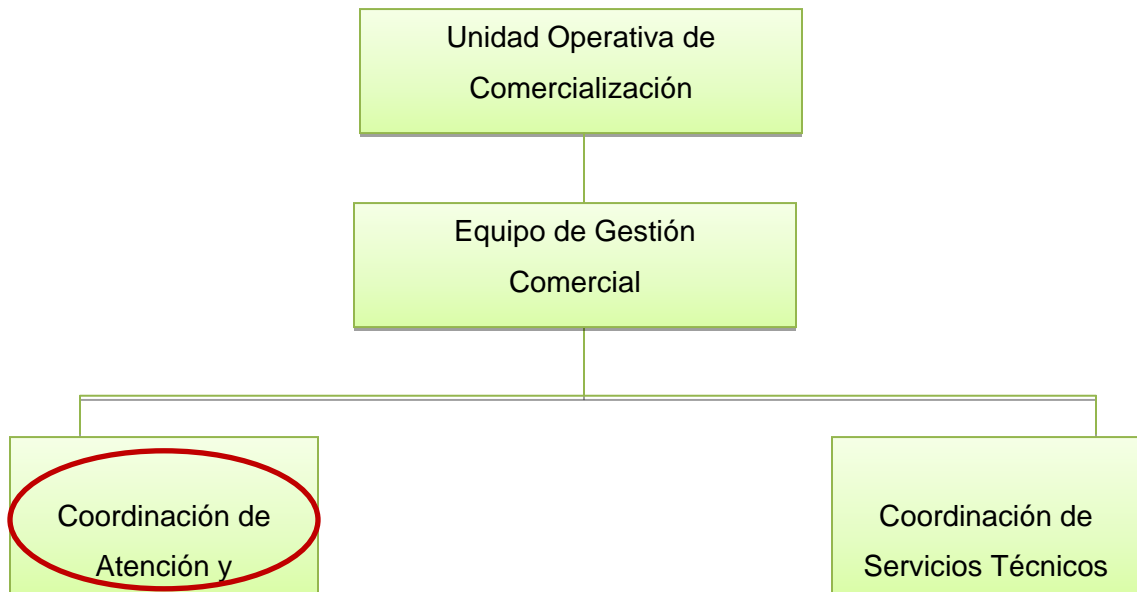 Unidad Operativa de
Comercialización
Equipo de Gestión
Comercial
Coordinación de
Atención y
Coordinación de
Servicios Técnicos